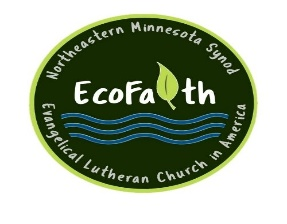 Northeastern Minnesota Synod
EcoFaith
Evangelical Lutheran Church in America